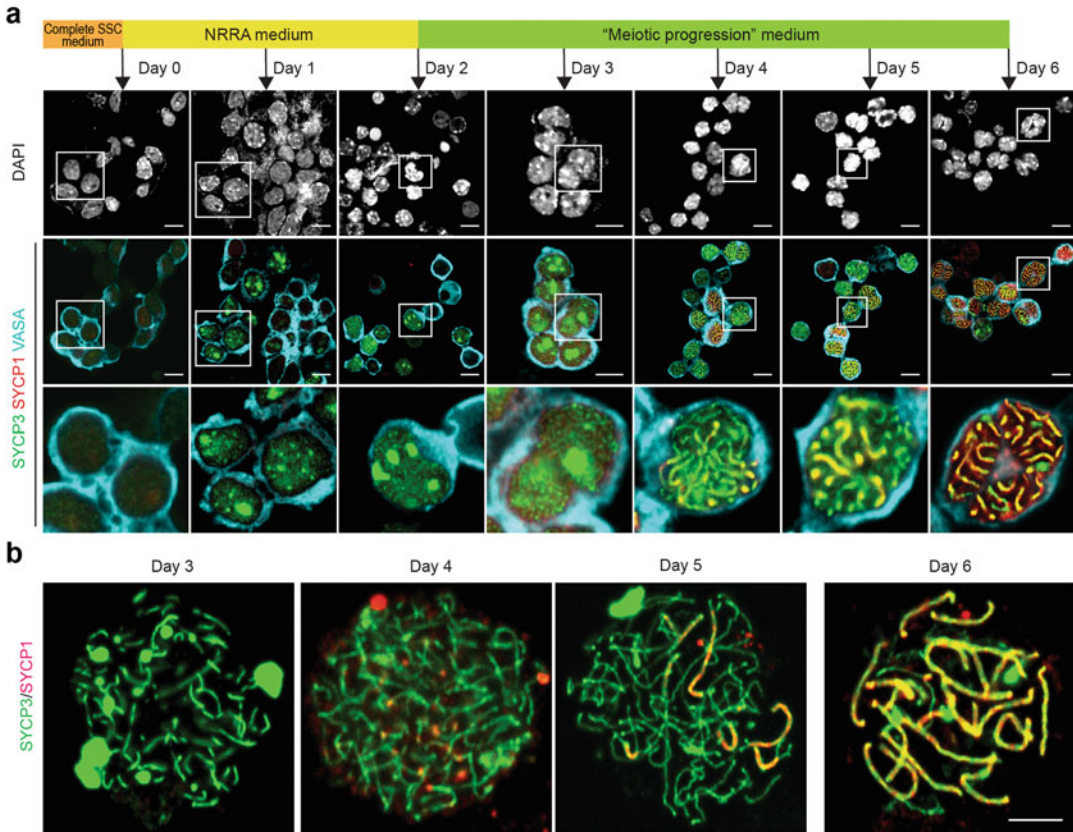 a
Complete SSC
medium
NRRA medium
"Meiotic progression" medium
Day 0
Day 1
Day 2
Day 3
Day 4
Day 5
Day 6
DAPI
SYCP3 SYCP1 VASA
b
Day 3
Day 4
Day 5
Day 6
SYCP3/SYCP1